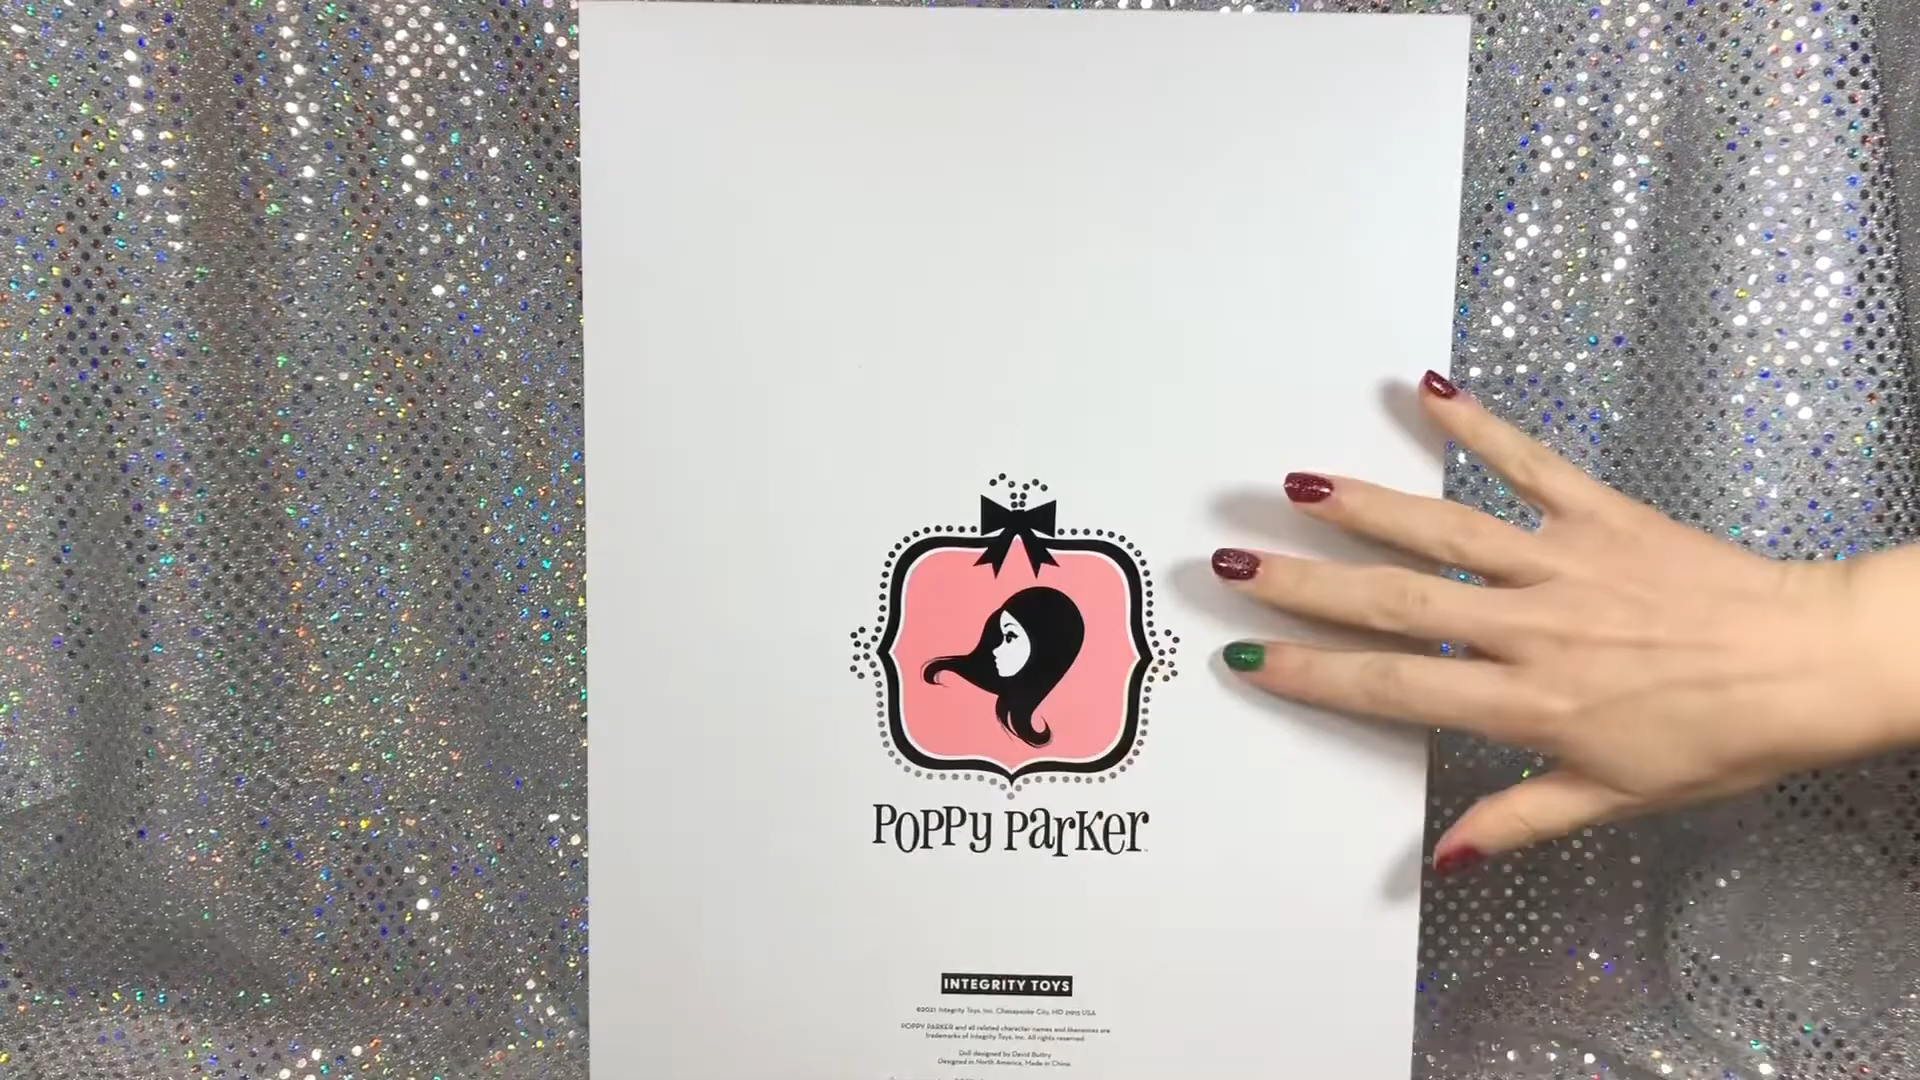 POPPY PARKER
INTEGRITY TOYS
©2021 Integrity Toys, Inc. Chesapeake City, MD 21915 USA
POPPY PARKER and all related character names and likenesses are
trademarks of Integrity Toys, Inc. All rights reserved.
Doll designed by David Buttry
Designed in North America, Made in China.